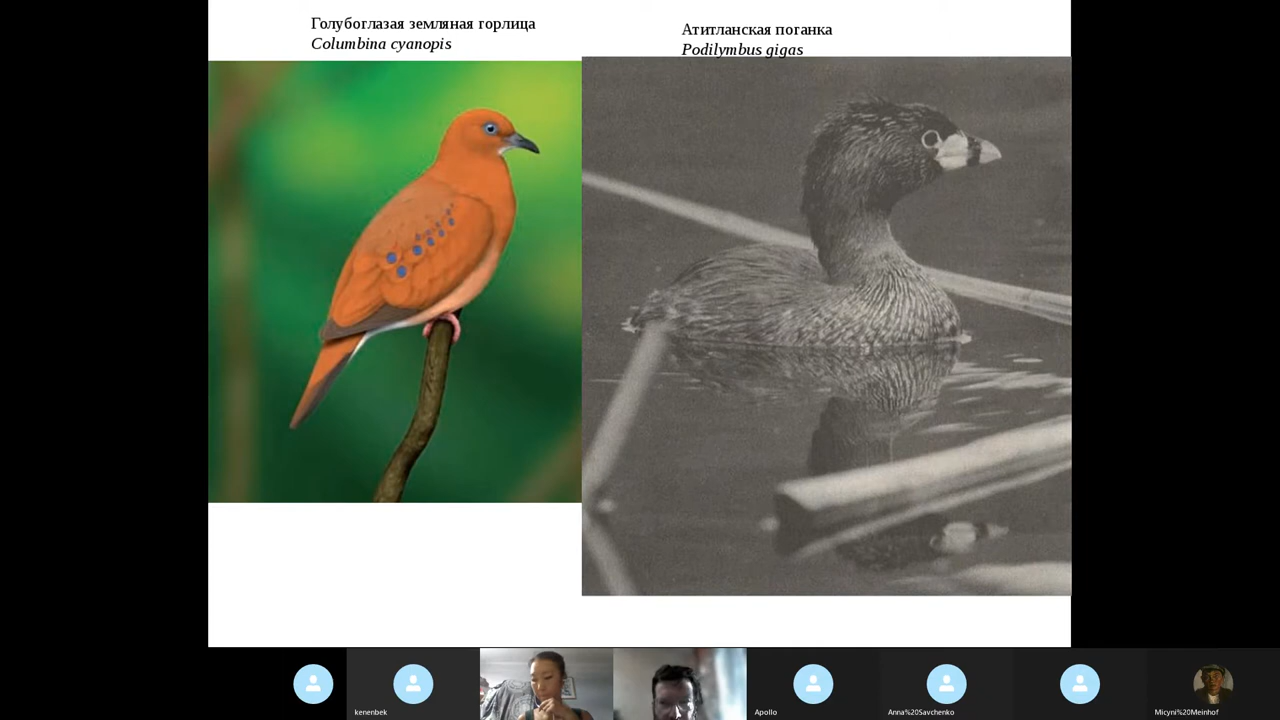 Голубоглазая земляная горлица
Columbina cyanopis
Атитланская поганка
Podilymbus gigas
kenenbek
Apollo
Anna%20Savchenko
Micyni%20Meinhof